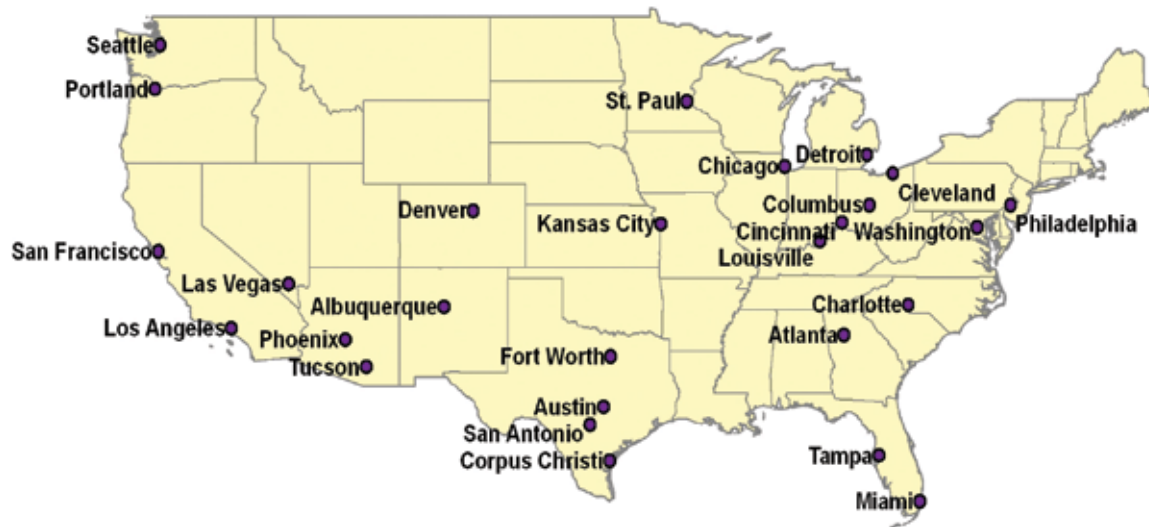 Seattle
Portland
St. Paul
Chicago
Detroit
Cleveland
Denver
Kansas City
Columbus
Philadelphia
Cincinnati
Washington
San Francisco
Louisville
Las Vegas
Albuquerque
Charlotte
Los Angeles
Phoenix
Atlanta
Tucson
Fort Worth
Austin
San Antonio
Corpus Christi
Tampa
Miami